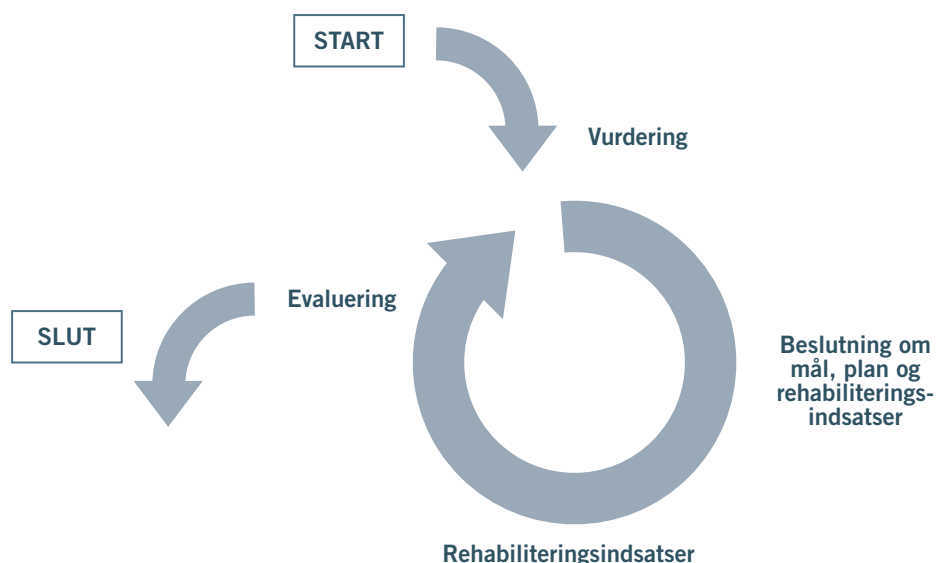 START
Vurdering
Evaluering
SLUT
Beslutning om
mål, plan og
rehabiliterings-
indsatser
Rehabiliteringsindsatser